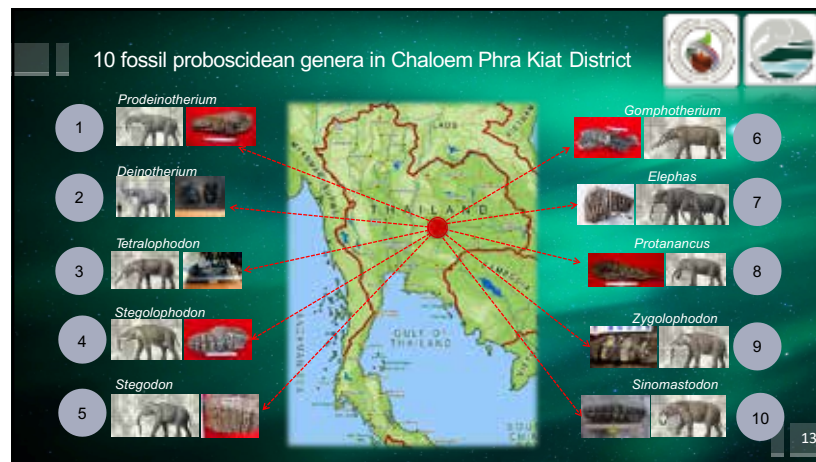 10 fossil proboscidean genera in Chaloem Phra Kiat District
Prodeinotherium
1
Deinotherium
2
Tetralophodon
3
Stegolophodon
4
Stegodon
5
Gomphotherium
6
Elephas
7
Protanancus
8
Zygolophodon
9
Sinomastodon
10
LAOS
THAILAND
GULF OF
THAILAND
13